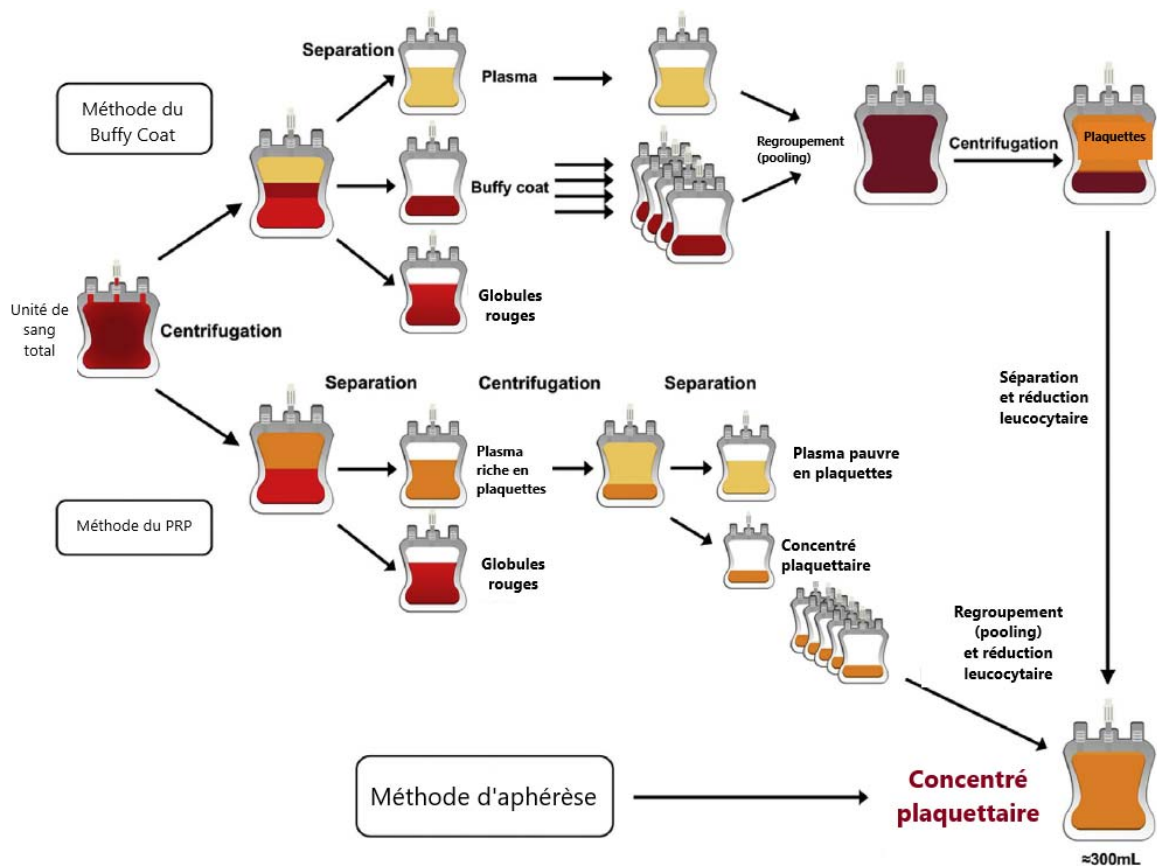 Separation
Plasma
Méthode du
Buffy Coat
Regroupement
(pooling)
Centrifugation
Plaquettes
Buffy coat
Unité de
sang
total
Centrifugation
Globules
rouges
Separation
Centrifugation
Separation
Séparation
et réduction
leucocytaire
Plasma
riche en
plaquettes
Plasma pauvre
en plaquettes
Méthode du PRP
Globules
rouges
Concentré
plaquettaire
Regroupement
(pooling)
et réduction
leucocytaire
Méthode d'aphérèse
Concentré
plaquettaire
≈300mL